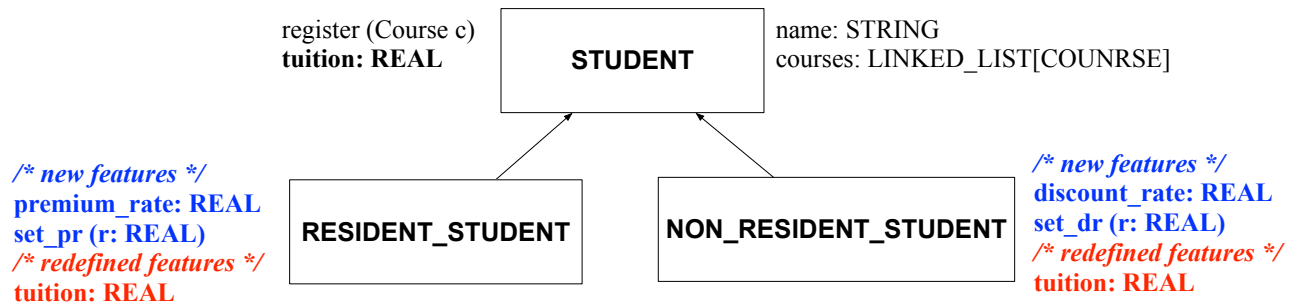 register (Course c)
tuition: REAL
STUDENT
name: STRING
courses: LINKED_LIST[COUNRSE]
/* new features */
premium_rate: REAL
set_pr (r: REAL)
/* redefined features */
tuition: REAL
RESIDENT_STUDENT
NON_RESIDENT_STUDENT
/* new features */
discount_rate: REAL
set_dr (r: REAL)
/* redefined features */
tuition: REAL